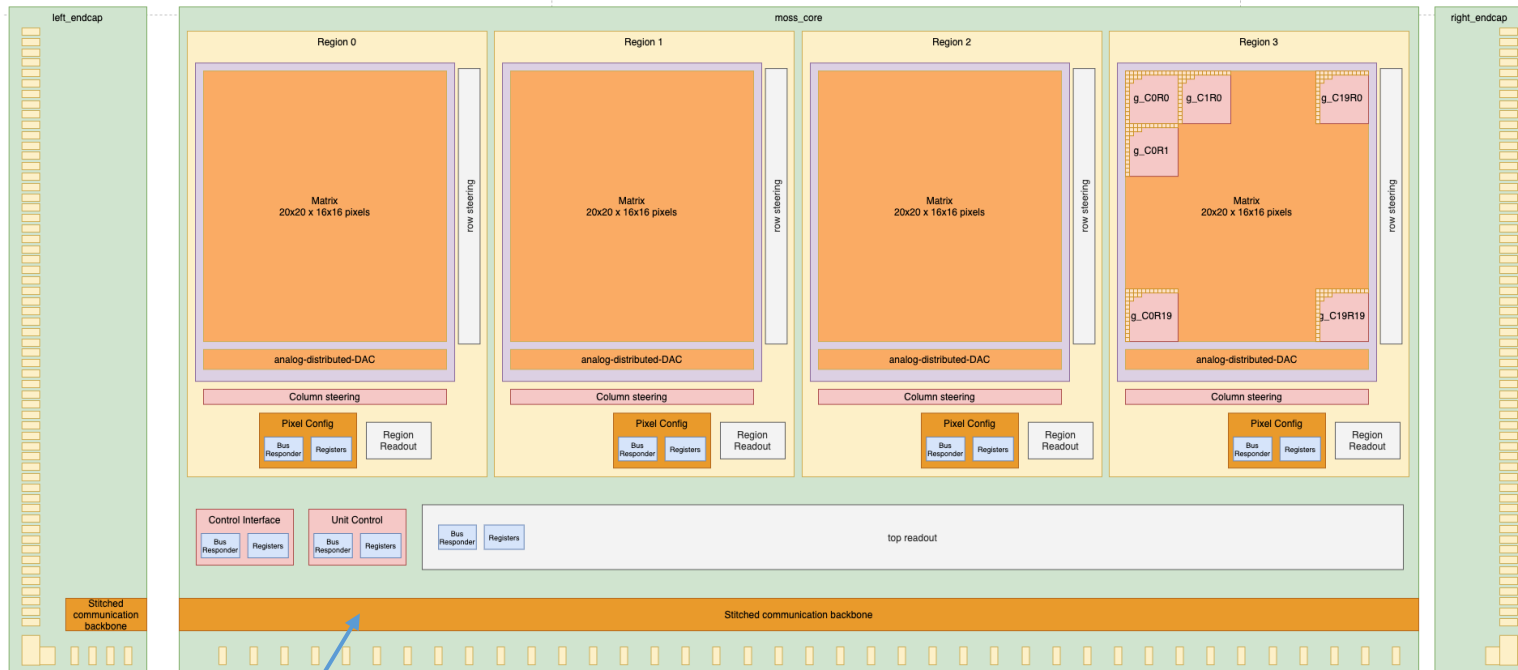 left_endcap
moss_core
right_endcap
Region 0
Region 1
Region 2
Region 3
g_C0R0
g_C1R0
g_C19R0
g_C0R1
Matrix
20x20 x 16x16 pixels
row steering
Matrix
20x20 x 16x16 pixels
row steering
Matrix
20x20 x 16x16 pixels
row steering
Matrix
20x20 x 16x16 pixels
row steering
g_C0R19
g_C19R19
analog-distributed-DAC
analog-distributed-DAC
analog-distributed-DAC
analog-distributed-DAC
Column steering
Column steering
Column steering
Column steering
Pixel Config
Bus
Responder
Registers
Region
Readout
Pixel Config
Bus
Responder
Registers
Region
Readout
Pixel Config
Bus
Responder
Registers
Region
Readout
Pixel Config
Bus
Responder
Registers
Region
Readout
Control Interface
Bus
Responder
Registers
Unit Control
Bus
Responder
Registers
Bus
Responder
Registers
top readout
Stitched
communication
backbone
Stitched communication backbone